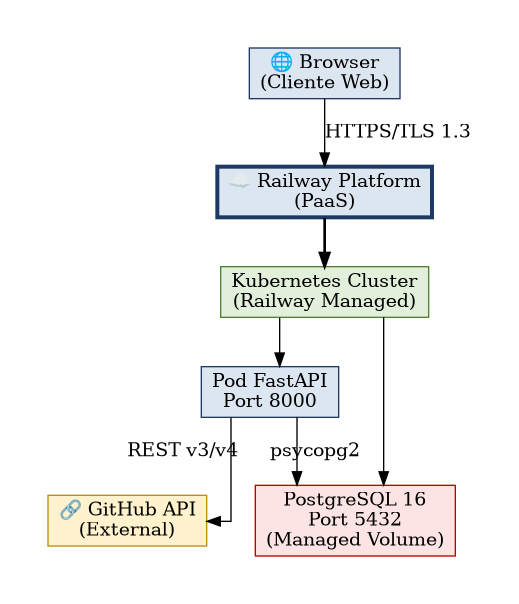 🌐 Browser
(Cliente Web)
HTTPS/TLS 1.3
☁️ Railway Platform
(PaaS)
Kubernetes Cluster
(Railway Managed)
Pod FastAPI
Port 8000
REST v3/v4
psycopg2
🔗 GitHub API
(External)
PostgreSQL 16
Port 5432
(Managed Volume)